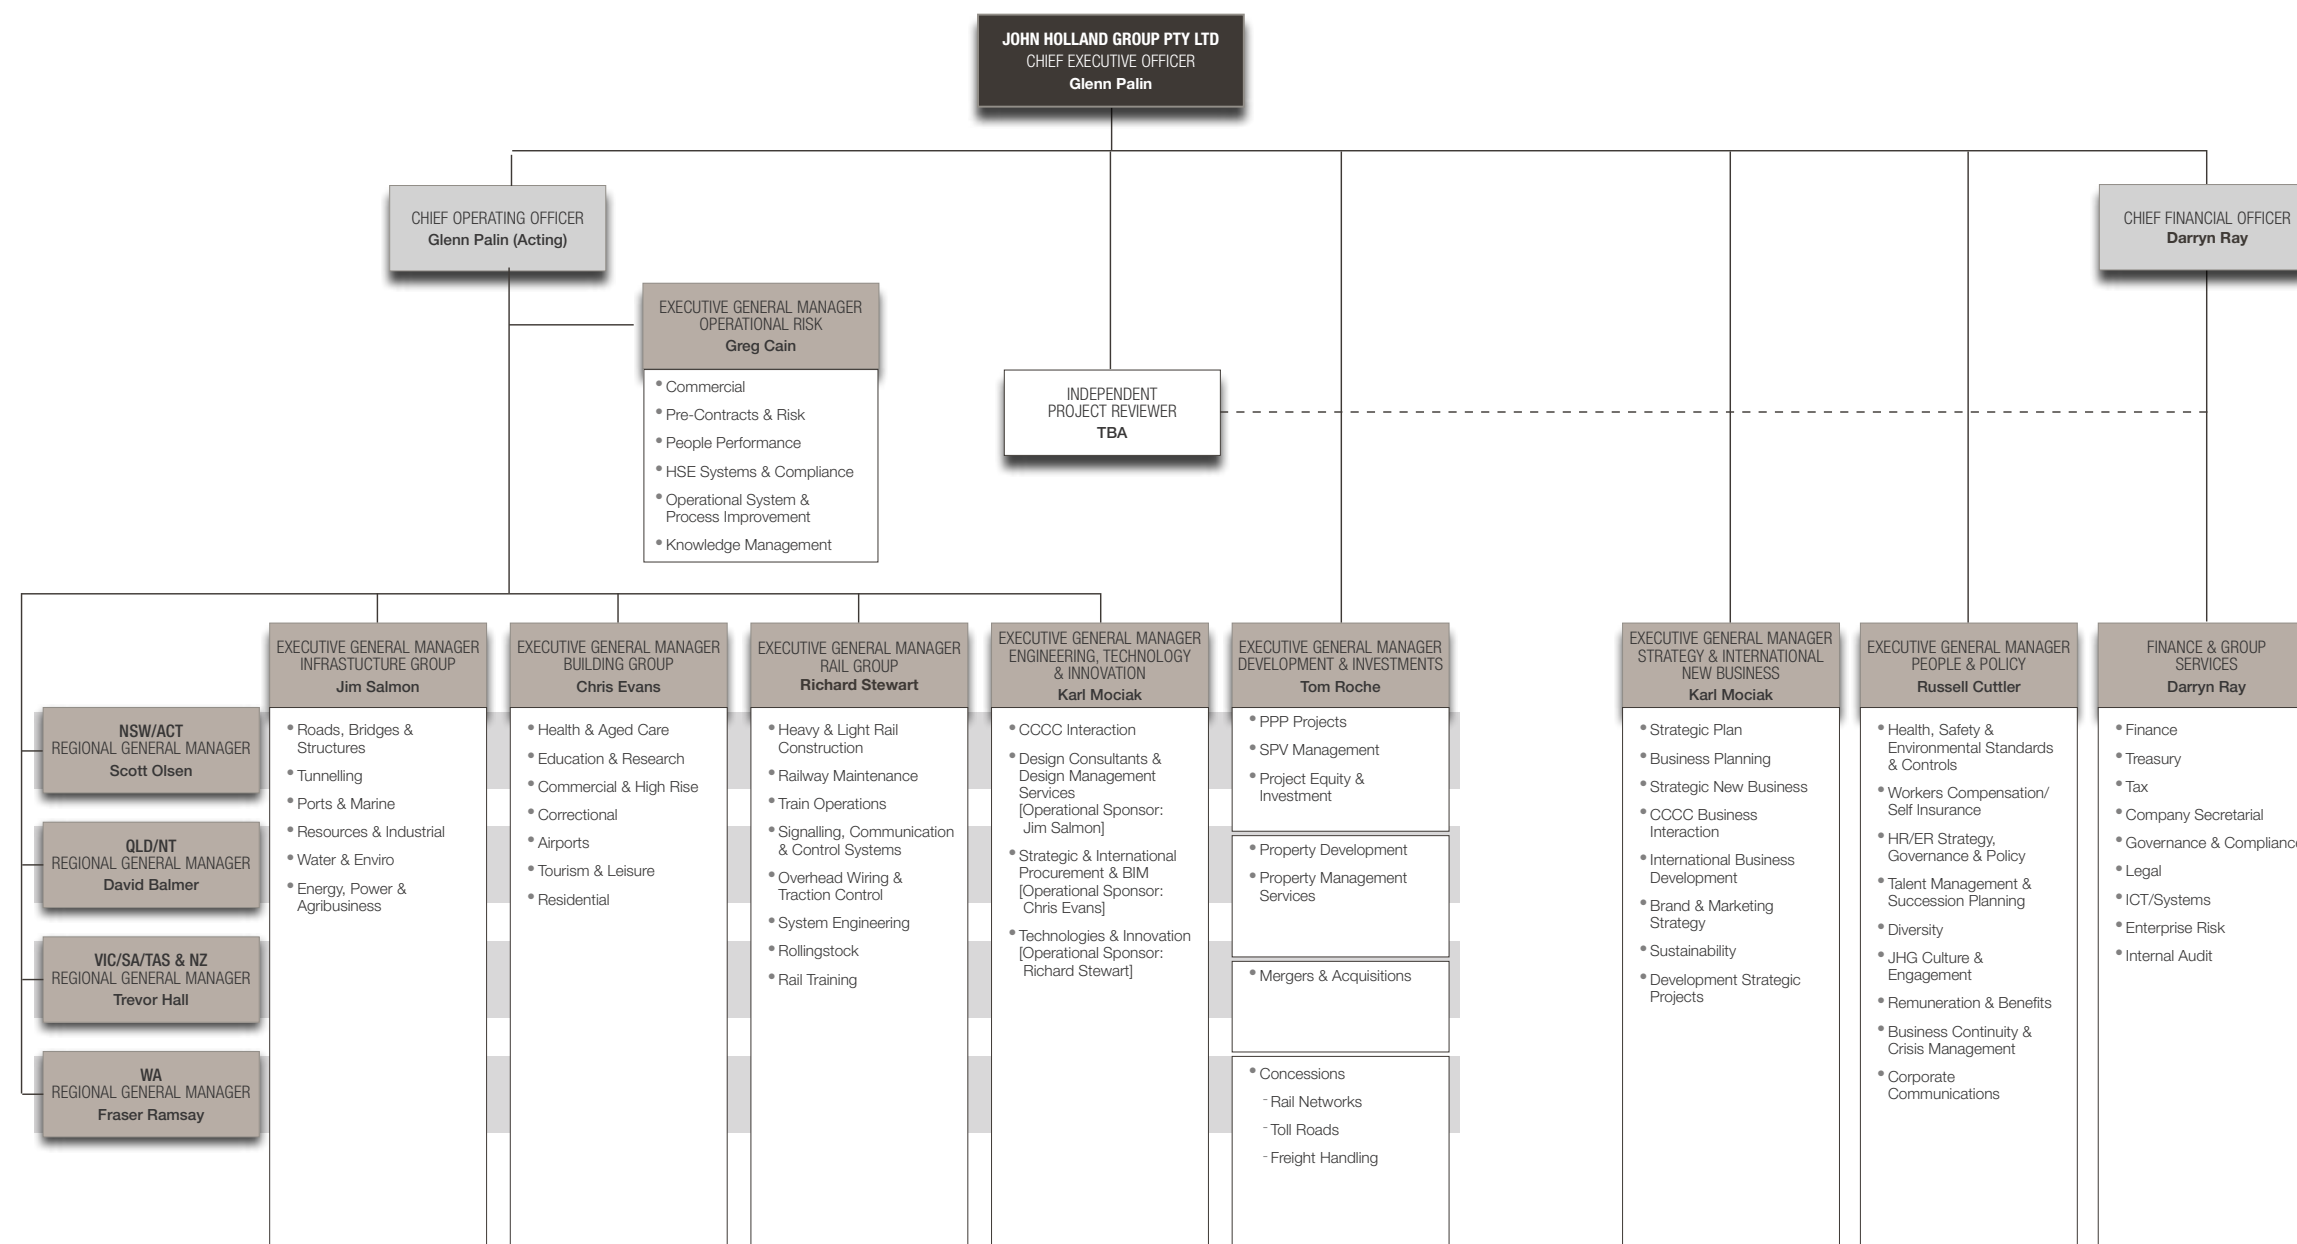 JOHN HOLLAND GROUP PTY LTD
CHIEF EXECUTIVE OFFICER
Glenn Palin
CHIEF OPERATING OFFICER
Glenn Palin (Acting)
CHIEF FINANCIAL OFFICER
Darryn Ray
EXECUTIVE GENERAL MANAGER
OPERATIONAL RISK
Greg Cain
• Commercial
• Pre-Contracts & Risk
• People Performance
• HSE Systems & Compliance
• Operational System &
Process Improvement
• Knowledge Management
INDEPENDENT
PROJECT REVIEWER
TBA
NSW/ACT
REGIONAL GENERAL MANAGER
Scott Olsen
QLD/NT
REGIONAL GENERAL MANAGER
David Balmer
VIC/SA/TAS & NZ
REGIONAL GENERAL MANAGER
Trevor Hall
WA
REGIONAL GENERAL MANAGER
Fraser Ramsay
EXECUTIVE GENERAL MANAGER
INFRASTUCTURE GROUP
Jim Salmon
• Roads, Bridges &
Structures
• Tunnelling
• Ports & Marine
• Resources & Industrial
• Water & Enviro
• Energy, Power &
Agribusiness
EXECUTIVE GENERAL MANAGER
BUILDING GROUP
Chris Evans
• Health & Aged Care
• Education & Research
• Commercial & High Rise
• Correctional
• Airports
• Tourism & Leisure
• Residential
EXECUTIVE GENERAL MANAGER
RAIL GROUP
Richard Stewart
• Heavy & Light Rail
Construction
• Railway Maintenance
• Train Operations
• Signalling, Communication
& Control Systems
• Overhead Wiring &
Traction Control
• System Engineering
• Rollingstock
• Rail Training
EXECUTIVE GENERAL MANAGER
ENGINEERING, TECHNOLOGY
& INNOVATION
Karl Mociak
• CCCC Interaction
• Design Consultants &
Design Management
Services
[Operational Sponsor:
Jim Salmon]
• Strategic & International
Procurement & BIM
[Operational Sponsor:
Chris Evans]
• Technologies & Innovation
[Operational Sponsor:
Richard Stewart]
EXECUTIVE GENERAL MANAGER
DEVELOPMENT & INVESTMENTS
Tom Roche
• PPP Projects
• SPV Management
• Project Equity &
Investment
• Property Development
• Property Management
Services
• Mergers & Acquisitions
• Concessions
- Rail Networks
- Toll Roads
- Freight Handling
EXECUTIVE GENERAL MANAGER
STRATEGY & INTERNATIONAL
NEW BUSINESS
Karl Mociak
• Strategic Plan
• Business Planning
• Strategic New Business
• CCCC Business
Interaction
• International Business
Development
• Brand & Marketing
Strategy
• Sustainability
• Development Strategic
Projects
EXECUTIVE GENERAL MANAGER
PEOPLE & POLICY
Russell Cuttler
• Health, Safety &
Environmental Standards
& Controls
• Workers Compensation/
Self Insurance
• HR/ER Strategy,
Governance & Policy
• Talent Management &
Succession Planning
• Diversity
• JHG Culture &
Engagement
• Remuneration & Benefits
• Business Continuity &
Crisis Management
• Corporate
Communications
FINANCE & GROUP
SERVICES
Darryn Ray
• Finance
• Treasury
• Tax
• Company Secretarial
• Governance & Compliance
• Legal
• ICT/Systems
• Enterprise Risk
• Internal Audit